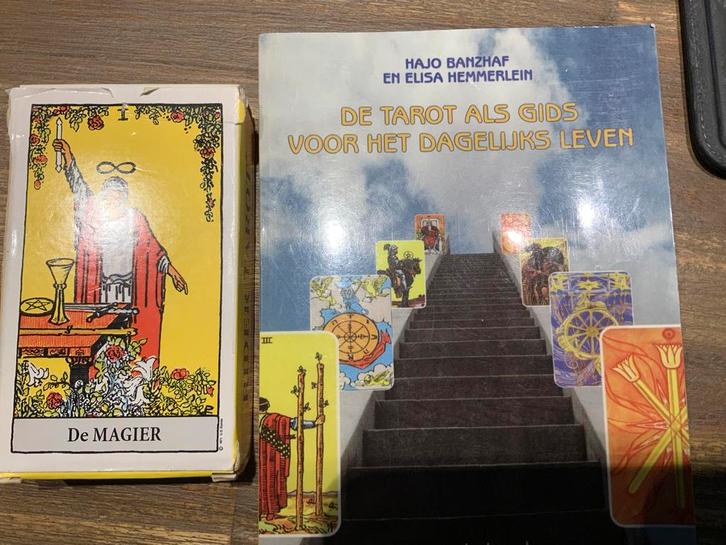 I
De MAGIER
HAJO BANZHAF
EN ELISA HEMMERLEIN
DE TAROT ALS GIDS
VOOR HET DAGELIJKS LEVEN
III